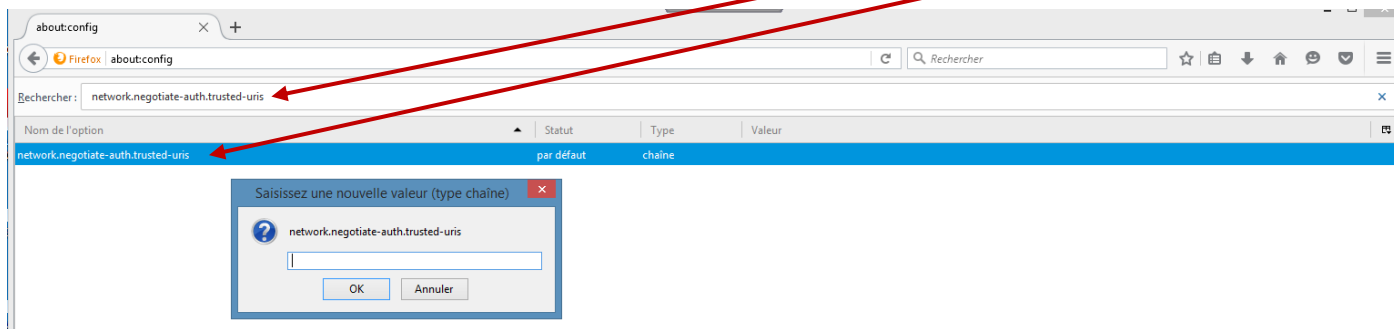 about:config
Firefox about:config Rechercher
Rechercher : network.negotiate-auth.trusted-uris
Nom de l'option Statut Type Valeur
network.negotiate-auth.trusted-uris par défaut chaîne
Saisissez une nouvelle valeur (type chaîne)
network.negotiate-auth.trusted-uris
OK Annuler